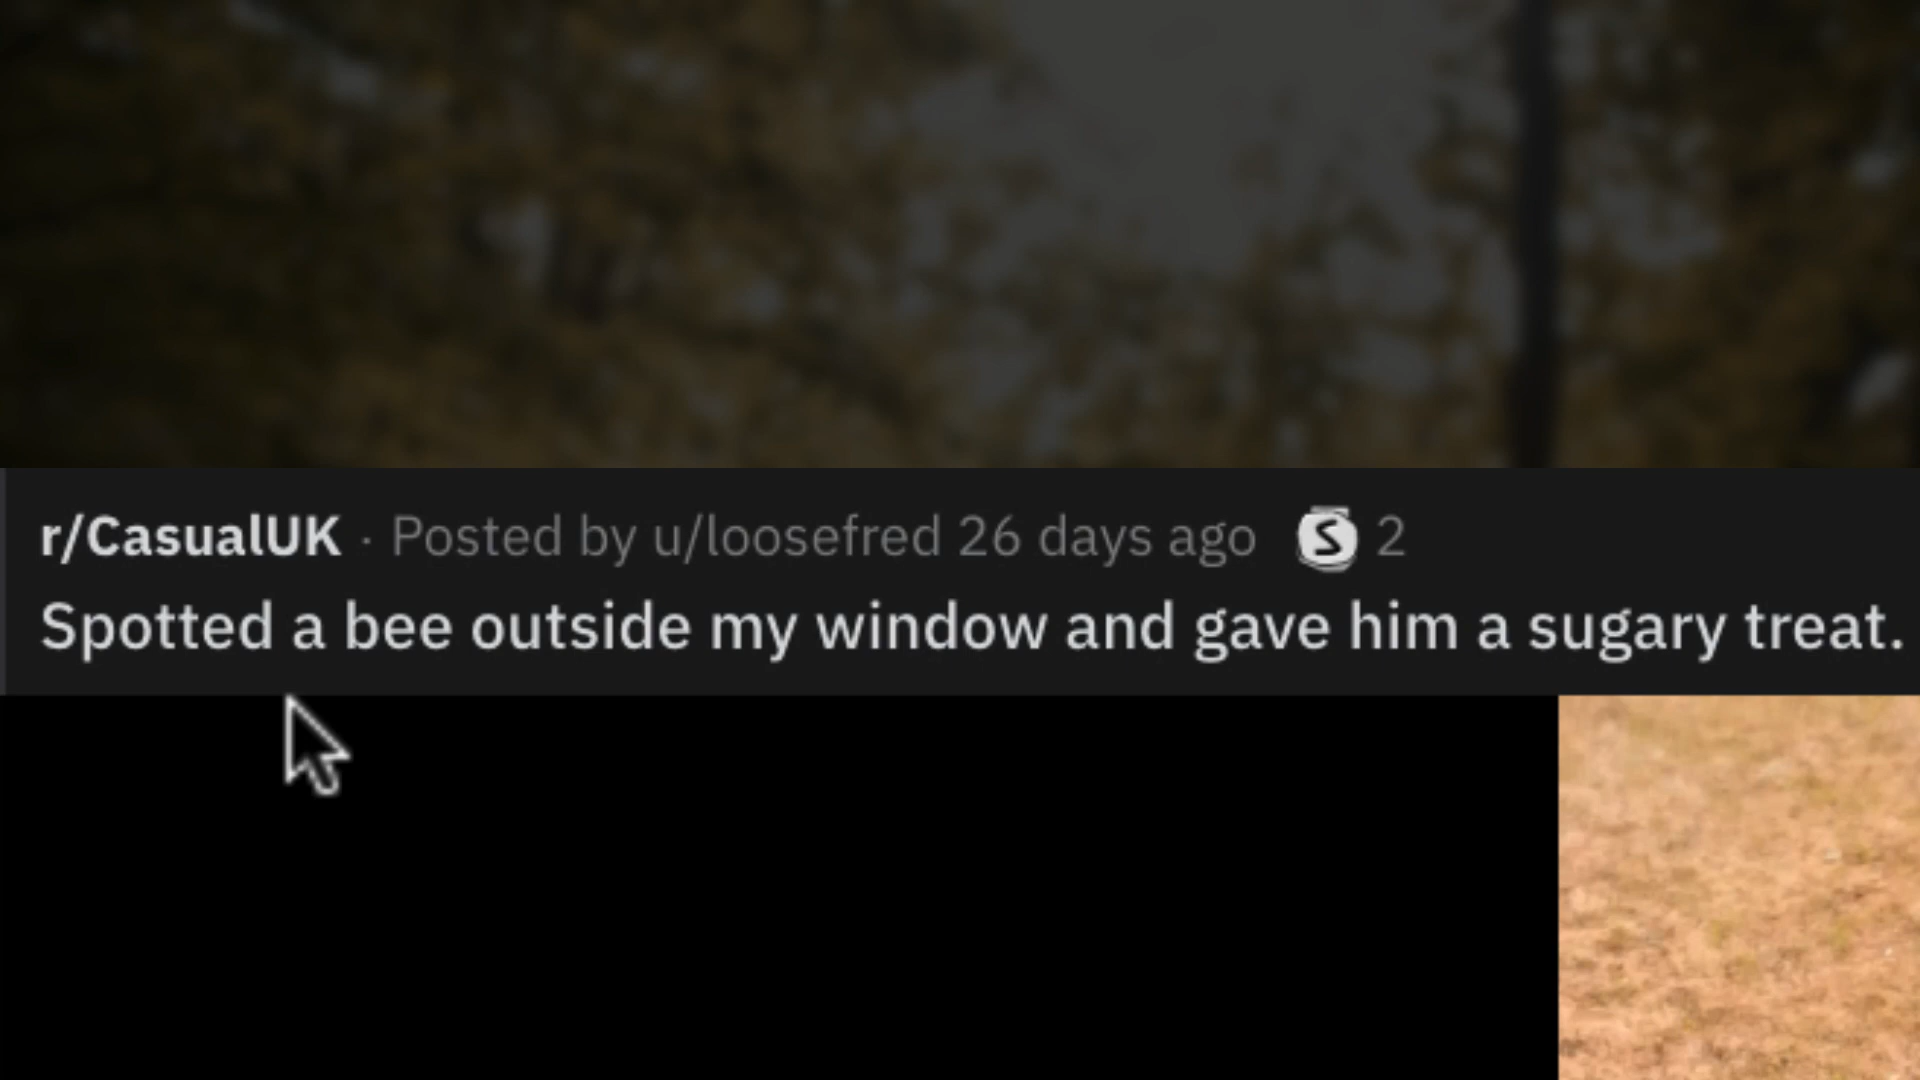 r/CasualUK · Posted by u/loosefred 26 days ago S 2
Spotted a bee outside my window and gave him a sugary treat.